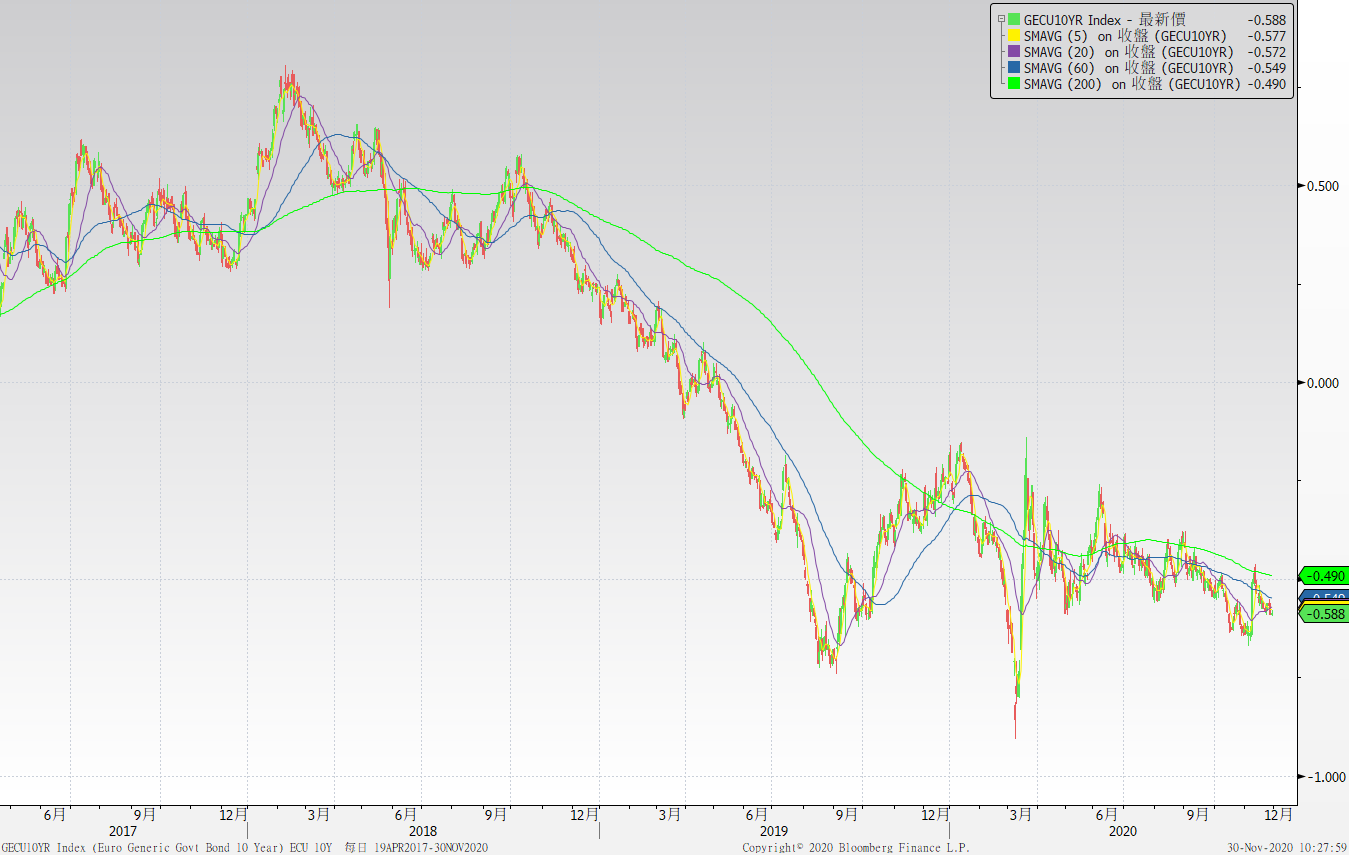 GECU10YR Index - 最新價 -0.588
SMAVG (5) on 收盤 (GECU10YR) -0.577
SMAVG (20) on 收盤 (GECU10YR) -0.572
SMAVG (60) on 收盤 (GECU10YR) -0.549
SMAVG (200) on 收盤 (GECU10YR) -0.490
0.500
0.000
-0.490
-0.549
-0.588
-1.000
6月 9月 12月 3月 6月 9月 12月 3月 6月 9月 12月 3月 6月 9月 12月
2017 2018 2019 2020
GECU10YR Index (Euro Generic Govt Bond 10 Year) ECU 10Y 每日 19APR2017-30NOV2020 Copyright© 2020 Bloomberg Finance L.P. 30-Nov-2020 10:27:59